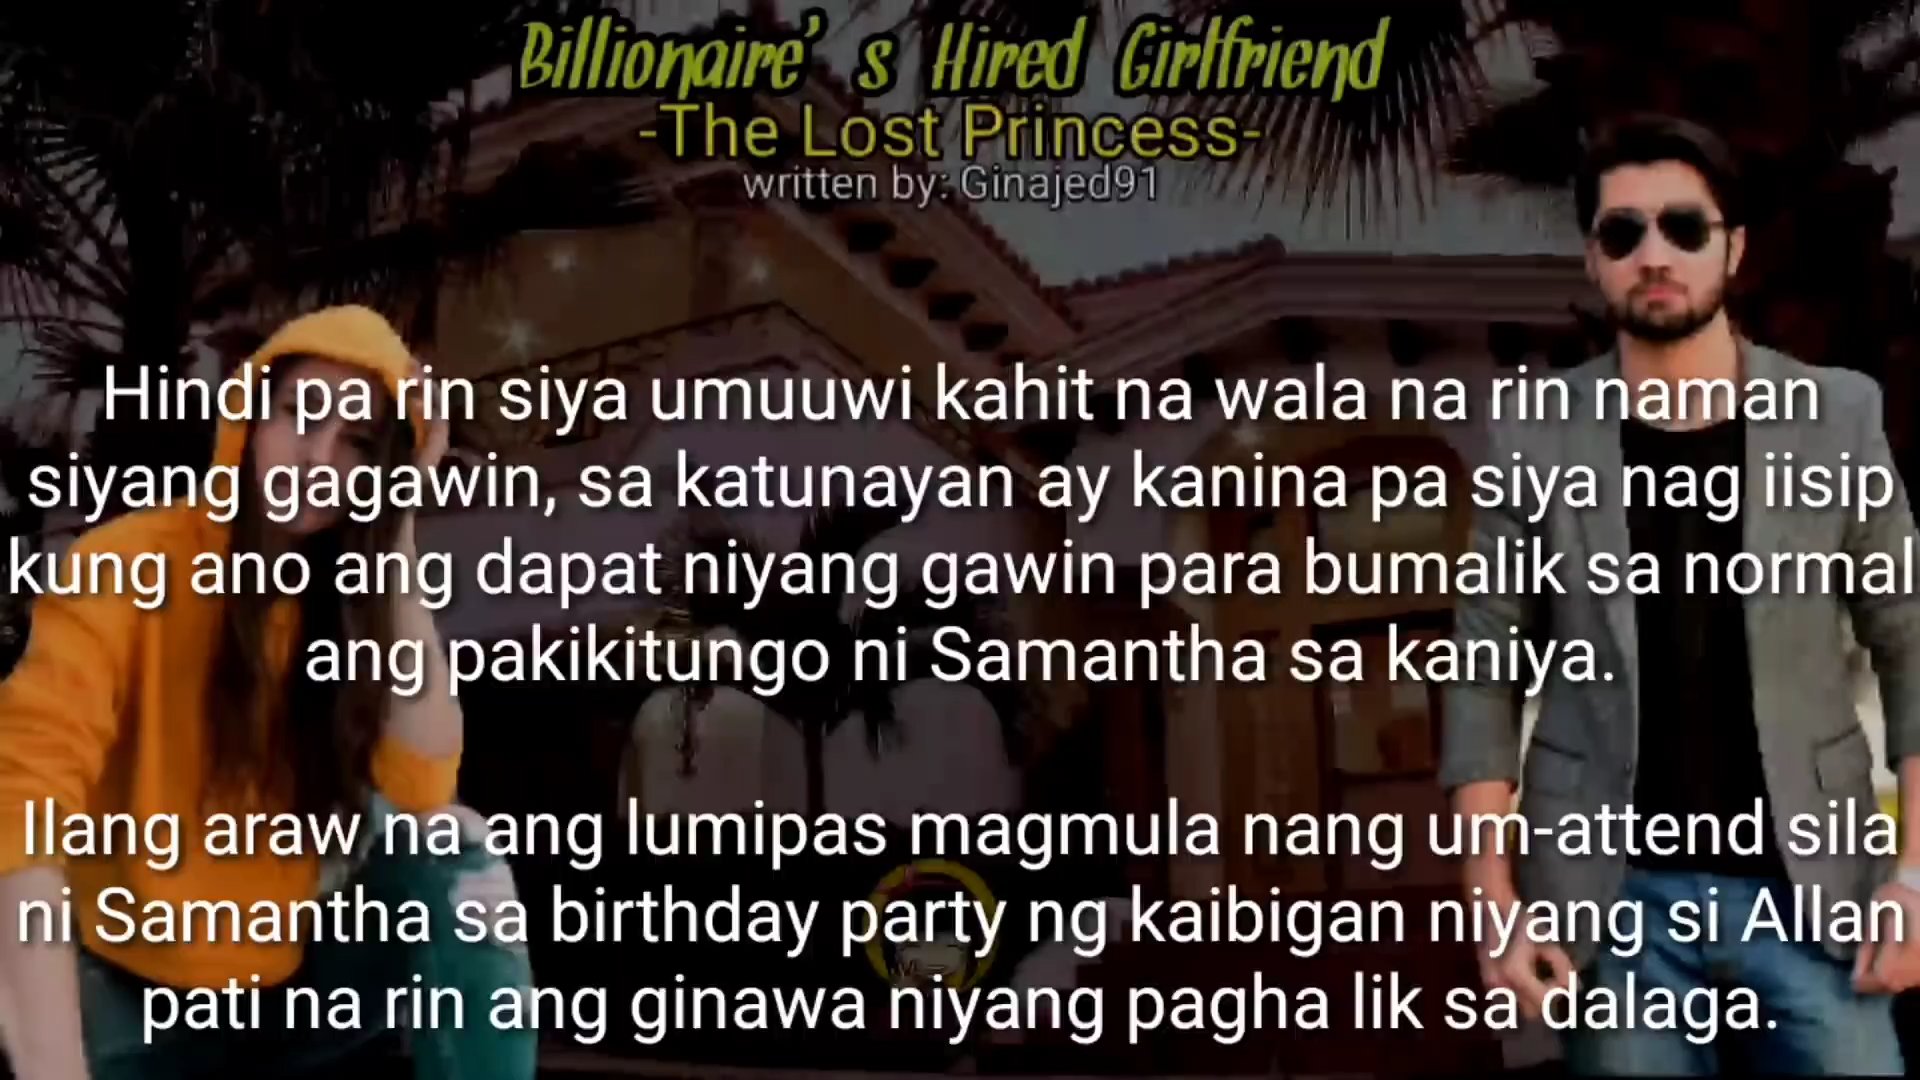 Billionaire's Hired Girlfriend
-The Lost Princess-
written by: Ginajed91
Hindi pa rin siya umuuwi kahit na wala na rin naman
siyang gagawin, sa katunayan ay kanina pa siya nag iisip
kung ano ang dapat niyang gawin para bumalik sa normal
ang pakikitungo ni Samantha sa kaniya.
Ilang araw na ang lumipas magmula nang um-attend sila
ni Samantha sa birthday party ng kaibigan niyang si Allan
pati na rin ang ginawa niyang pagha lik sa dalaga.